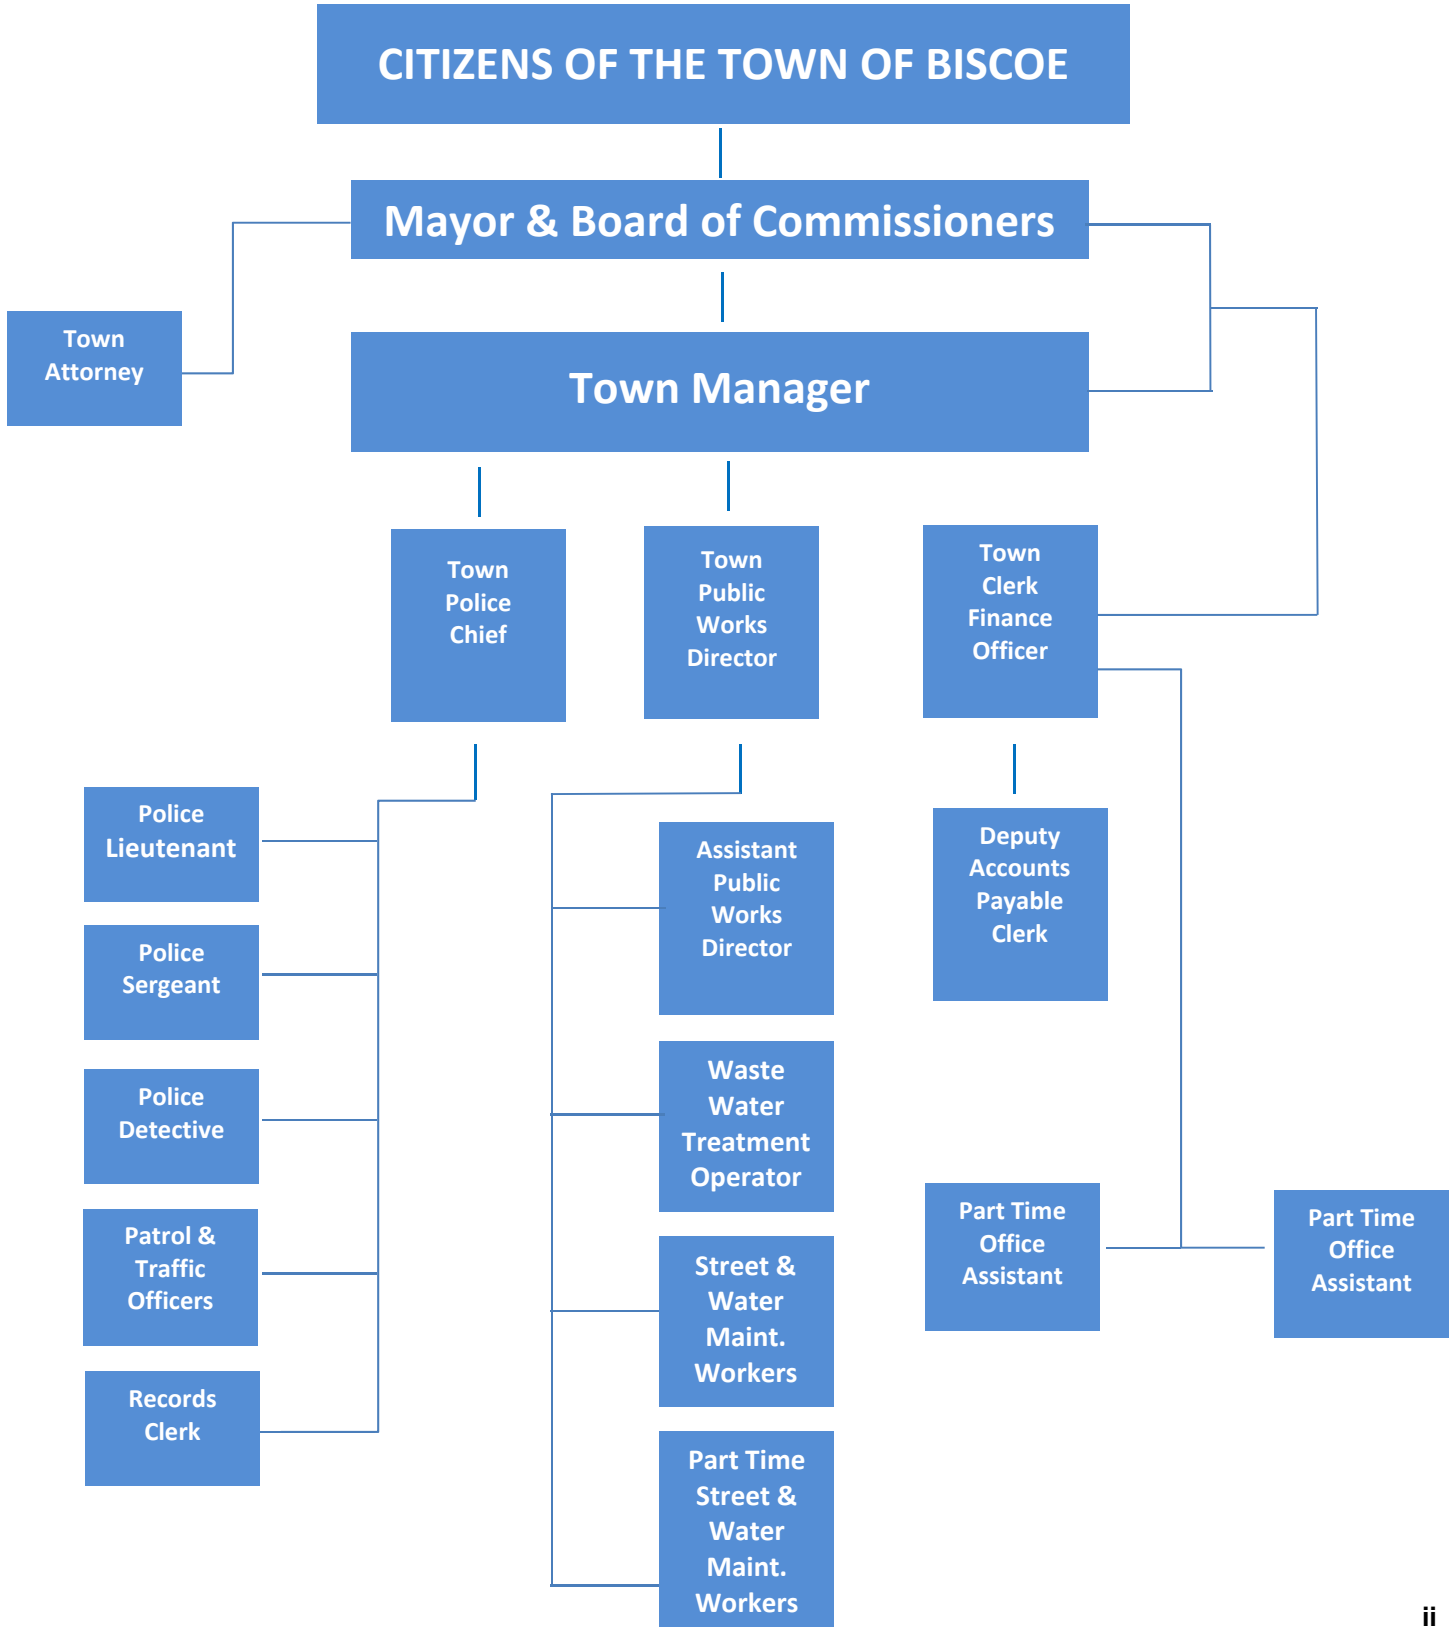 CITIZENS OF THE TOWN OF BISCOE
Mayor & Board of Commissioners
Town
Attorney
Town Manager
Town
Police
Chief
Town
Public
Works
Director
Town
Clerk
Finance
Officer
Police
Lieutenant
Police
Sergeant
Police
Detective
Patrol &
Traffic
Officers
Records
Clerk
Assistant
Public
Works
Director
Waste
Water
Treatment
Operator
Street &
Water
Maint.
Workers
Part Time
Street &
Water
Maint.
Workers
Deputy
Accounts
Payable
Clerk
Part Time
Office
Assistant
Part Time
Office
Assistant
ii